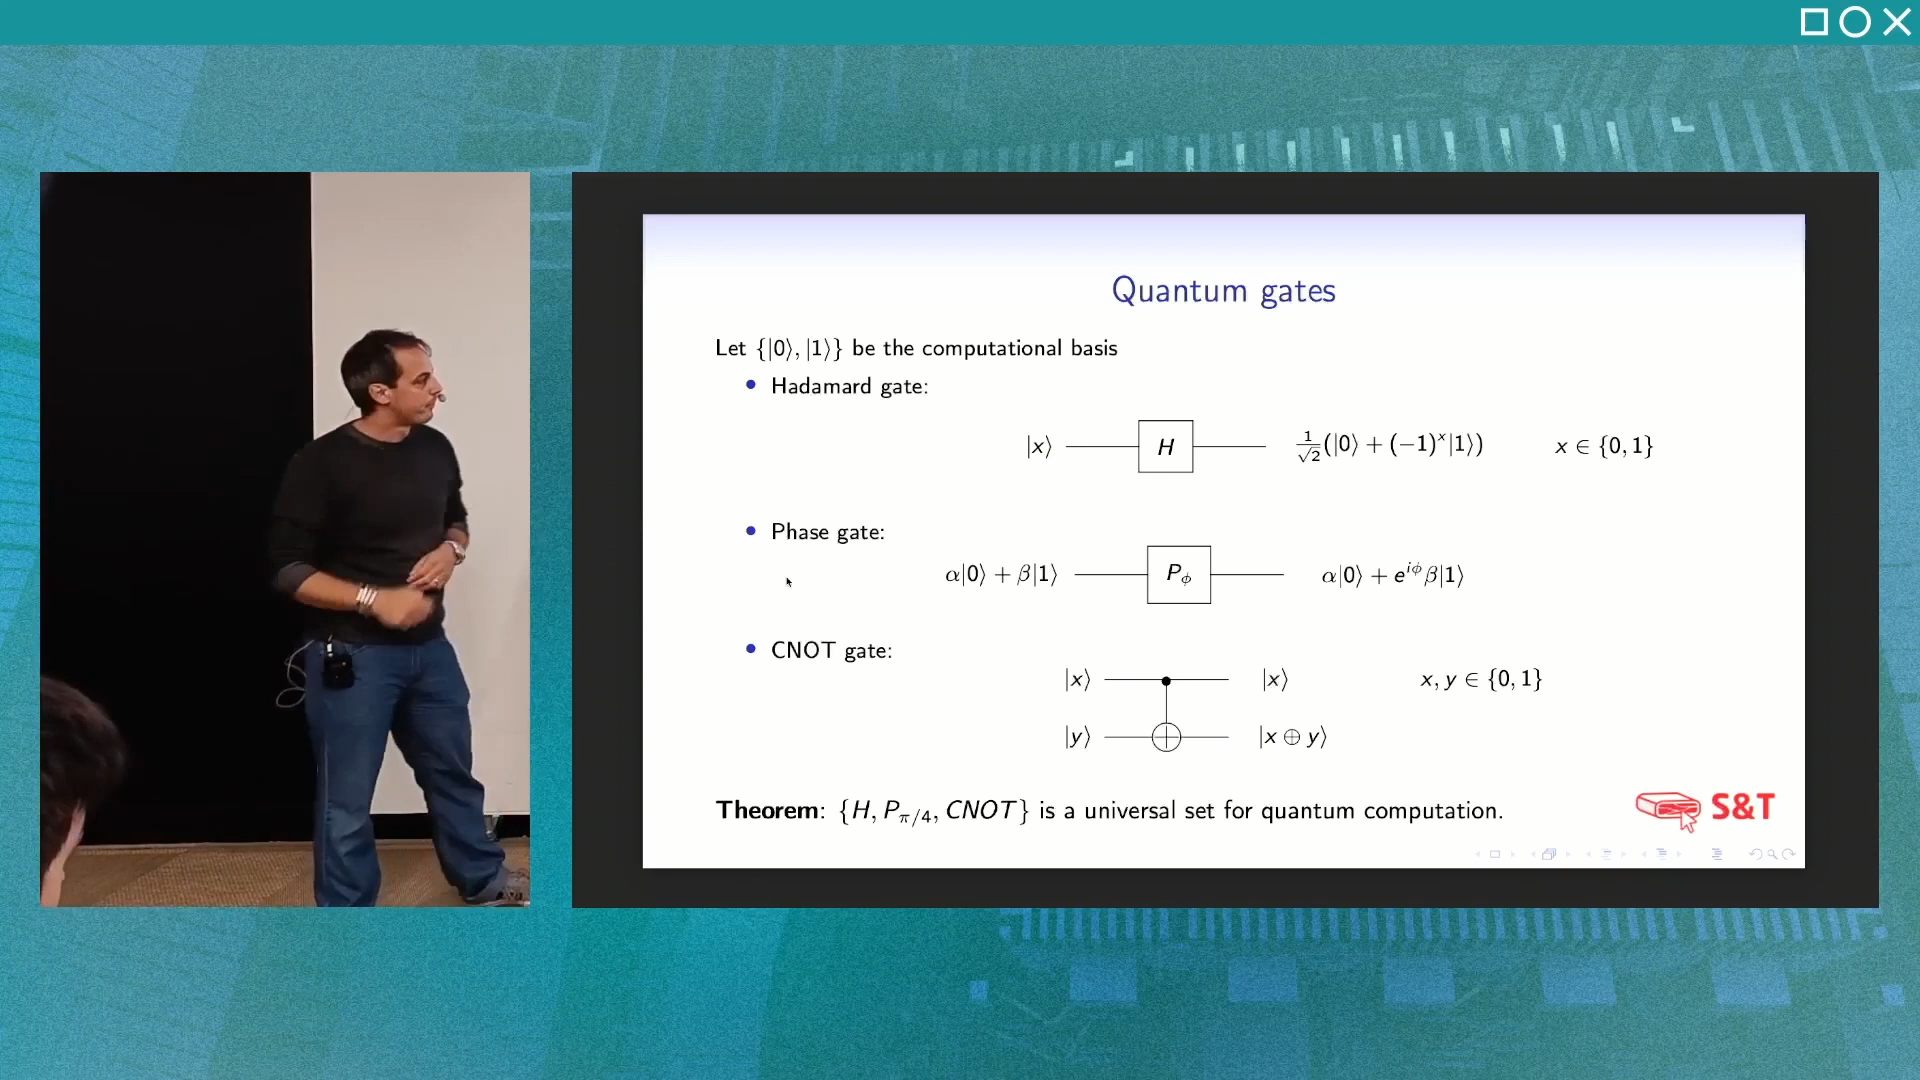 Quantum gates
Let {|0⟩, |1⟩} be the computational basis
• Hadamard gate:
|x⟩ H 1/√2(|0⟩ + (−1)ˣ|1⟩) x ∈ {0, 1}
• Phase gate:
α|0⟩ + β|1⟩ P_ϕ α|0⟩ + e^{iϕ}β|1⟩
• CNOT gate:
|x⟩ |x⟩ x, y ∈ {0, 1}
|y⟩ |x ⊕ y⟩
Theorem: {H, P_{π/4}, CNOT} is a universal set for quantum computation.
S&T